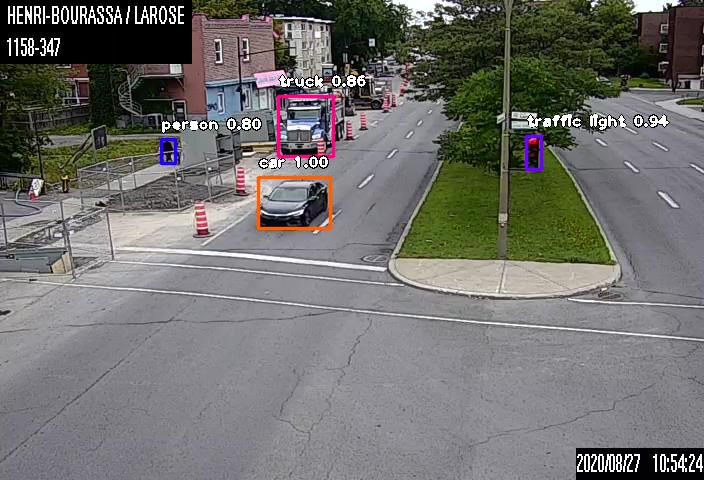 HENRI-BOURASSA / LAROSE
1158-347
truck 0.86
person 0.80
traffic light 0.94
car 1.00
2020/08/27 10:54:24